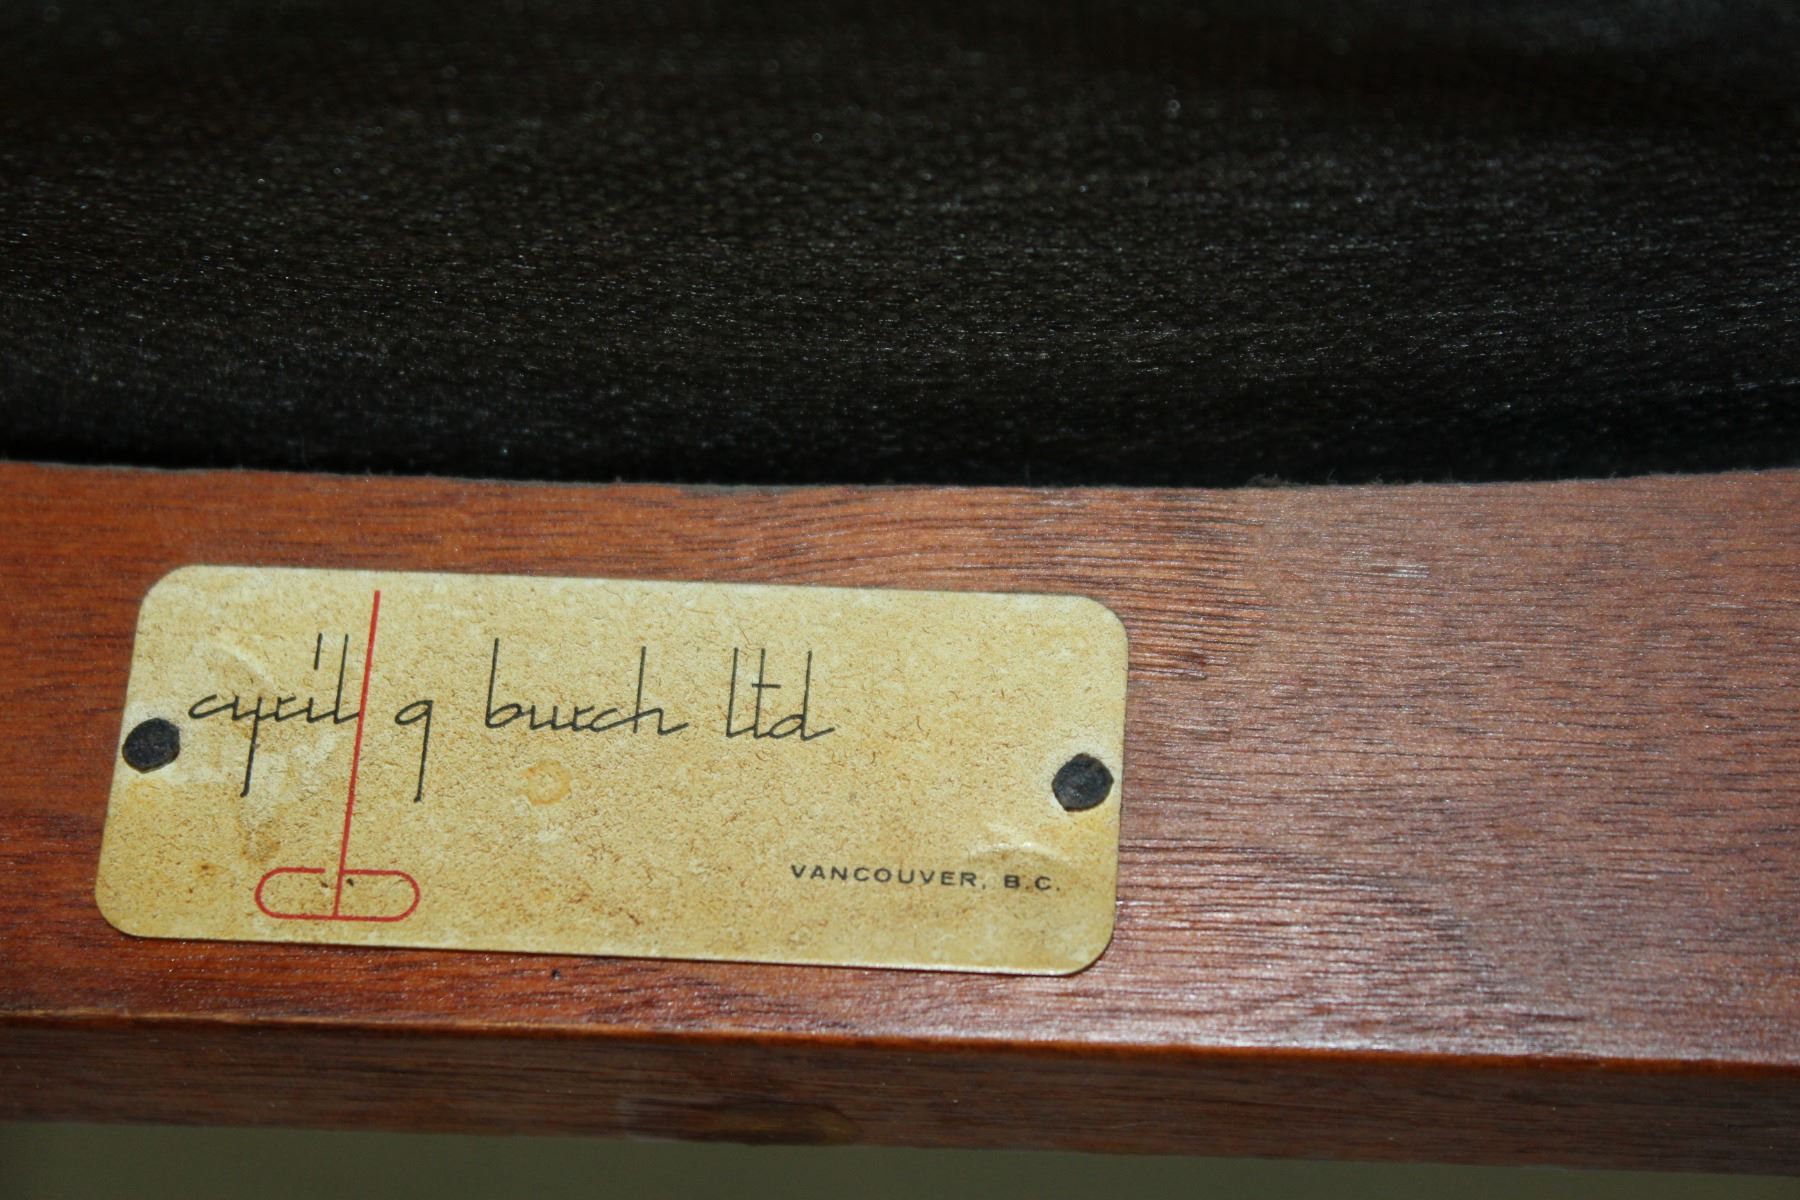 cyril g burch ltd
VANCOUVER, B.C.